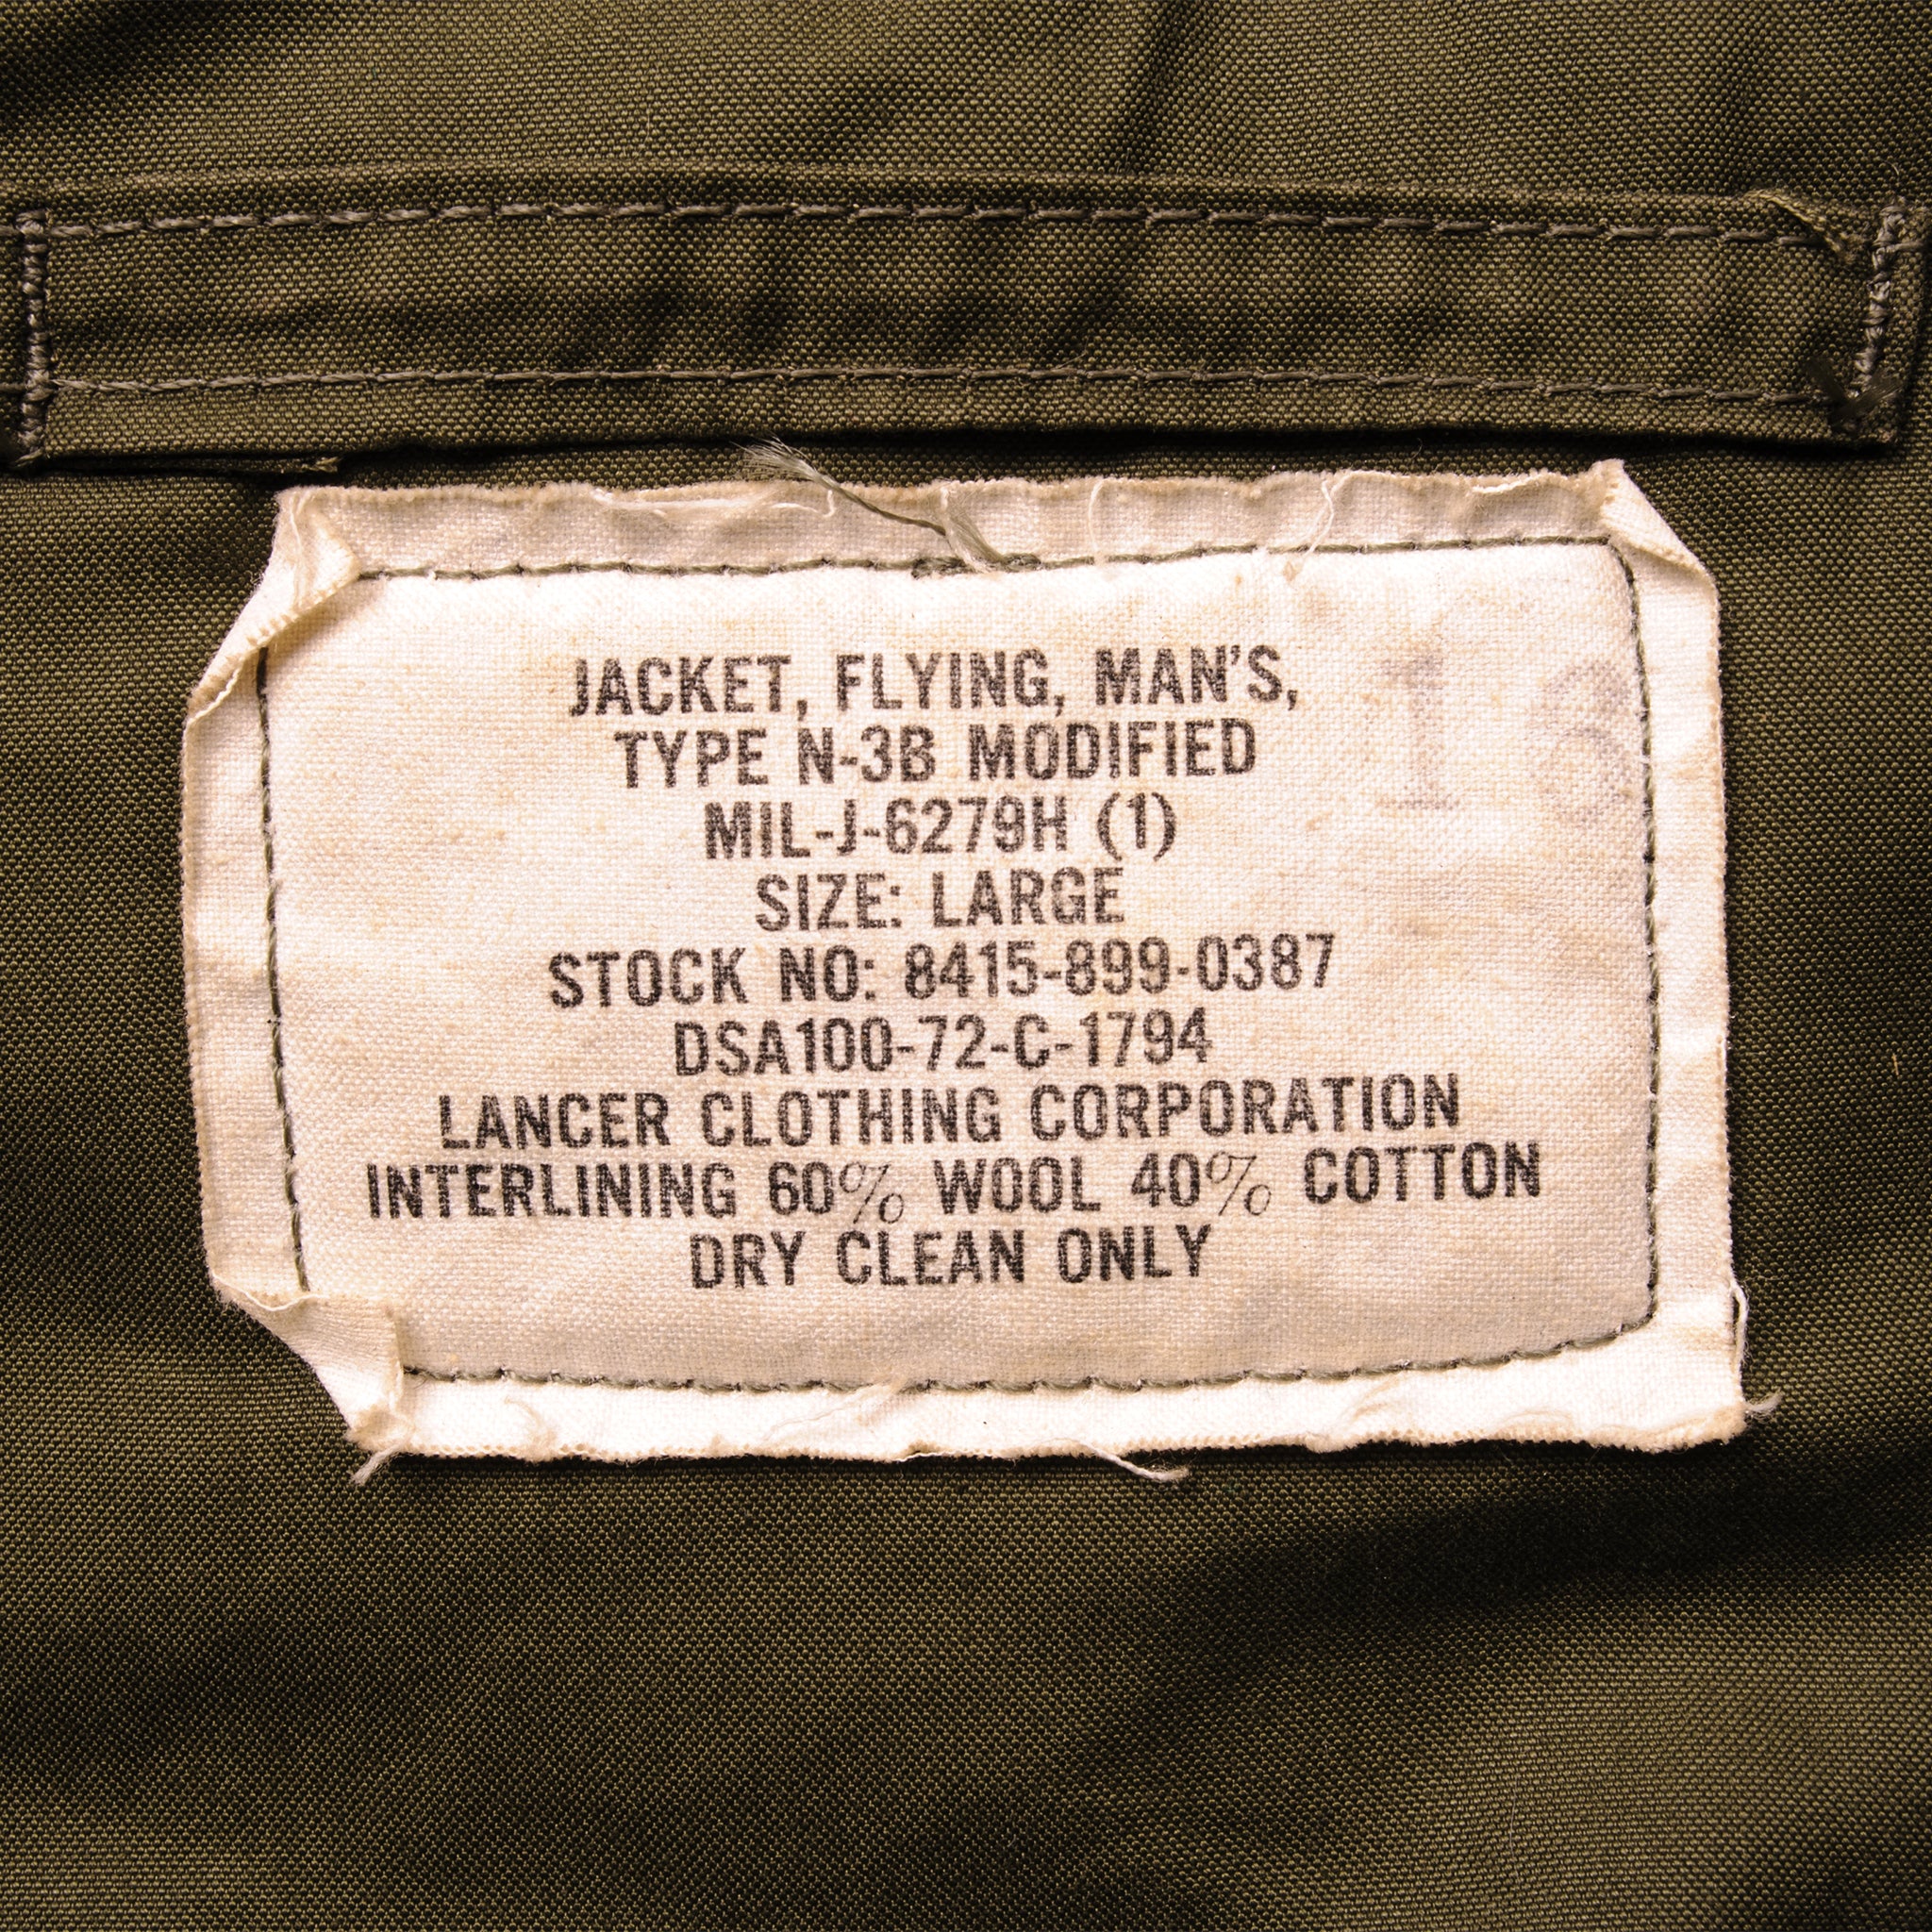 JACKET, FLYING, MAN'S,
TYPE N-3B MODIFIED
MIL-J-6279H (1)
SIZE: LARGE
STOCK NO: 8415-899-0387
DSA100-72-C-1794
LANCER CLOTHING CORPORATION
INTERLINING 60% WOOL 40% COTTON
DRY CLEAN ONLY